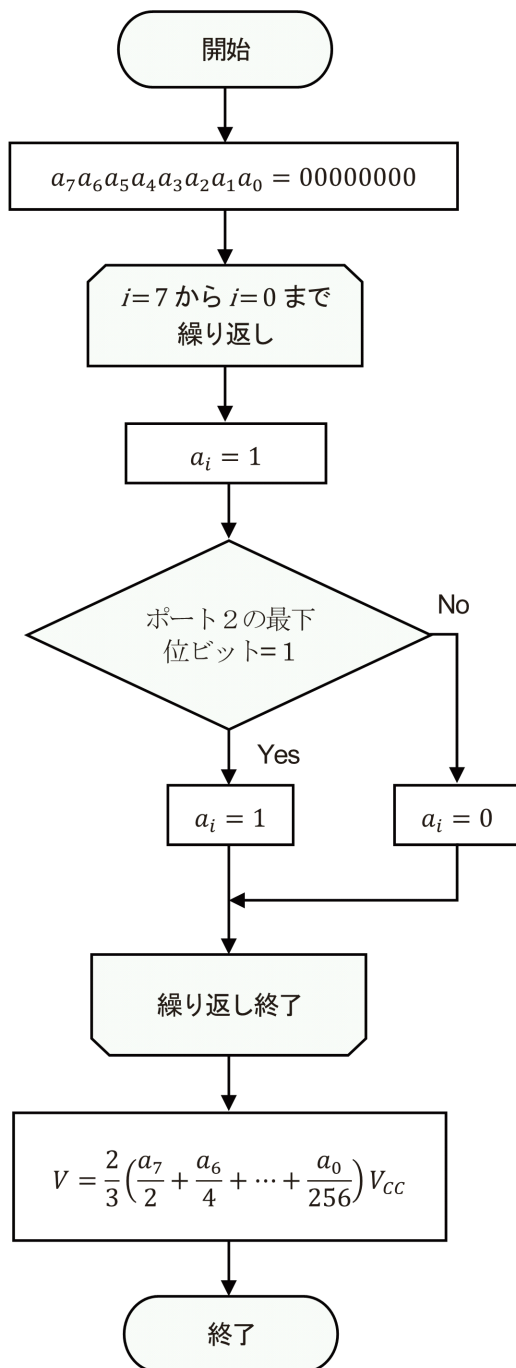 開始
a₇a₆a₅a₄a₃a₂a₁a₀ = 00000000
i=7 から i=0 まで
繰り返し
aᵢ = 1
ポート２の最下
位ビット=１
No
Yes
aᵢ = 1
aᵢ = 0
繰り返し終了
V = 2/3 (a₇/2 + a₆/4 + ⋯ + a₀/256) V_CC
終了